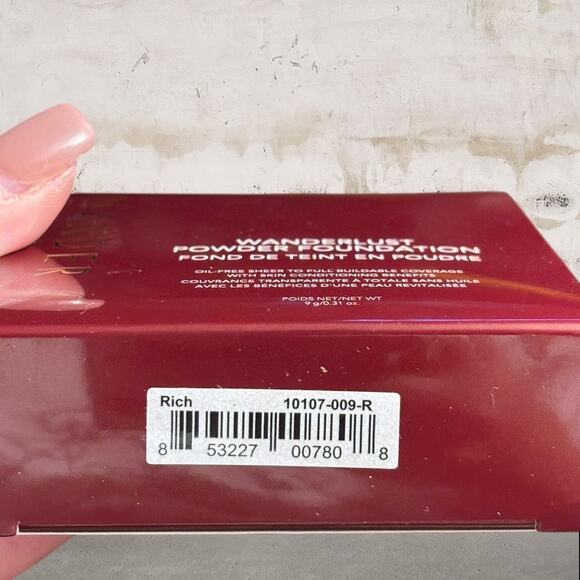 WANDERLUST
POWDER FOUNDATION
FOND DE TEINT EN POUDRE
OIL-FREE SHEER TO FULL BUILDABLE COVERAGE
WITH SKIN CONDITIONING BENEFITS
COUVRANCE TRANSPARENTE À TOTALE SANS HUILE
AVEC LES BÉNÉFICES D'UNE PEAU REVITALISÉE
POIDS NET/NET WT
9 g/0.31 oz.
Rich 10107-009-R
8 53227 00780 8